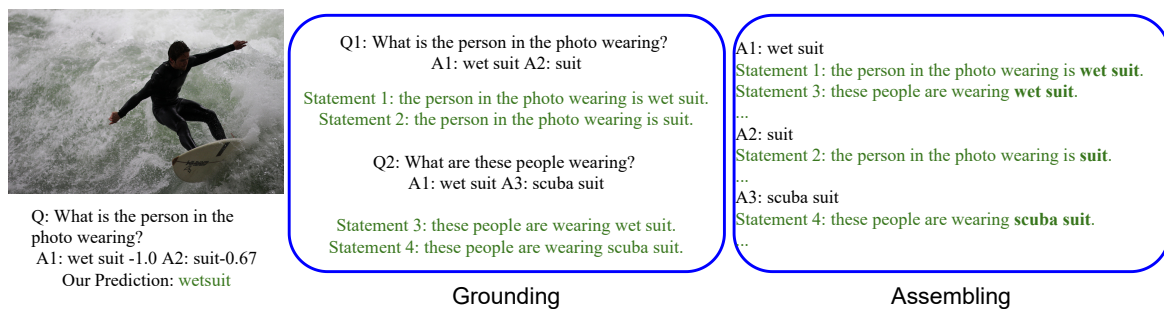 Q: What is the person in the
photo wearing?
A1: wet suit -1.0 A2: suit-0.67
Our Prediction: wetsuit
Q1: What is the person in the photo wearing?
A1: wet suit A2: suit
Statement 1: the person in the photo wearing is wet suit.
Statement 2: the person in the photo wearing is suit.
Q2: What are these people wearing?
A1: wet suit A3: scuba suit
Statement 3: these people are wearing wet suit.
Statement 4: these people are wearing scuba suit.
Grounding
A1: wet suit
Statement 1: the person in the photo wearing is wet suit.
Statement 3: these people are wearing wet suit.
...
A2: suit
Statement 2: the person in the photo wearing is suit.
...
A3: scuba suit
Statement 4: these people are wearing scuba suit.
...
Assembling